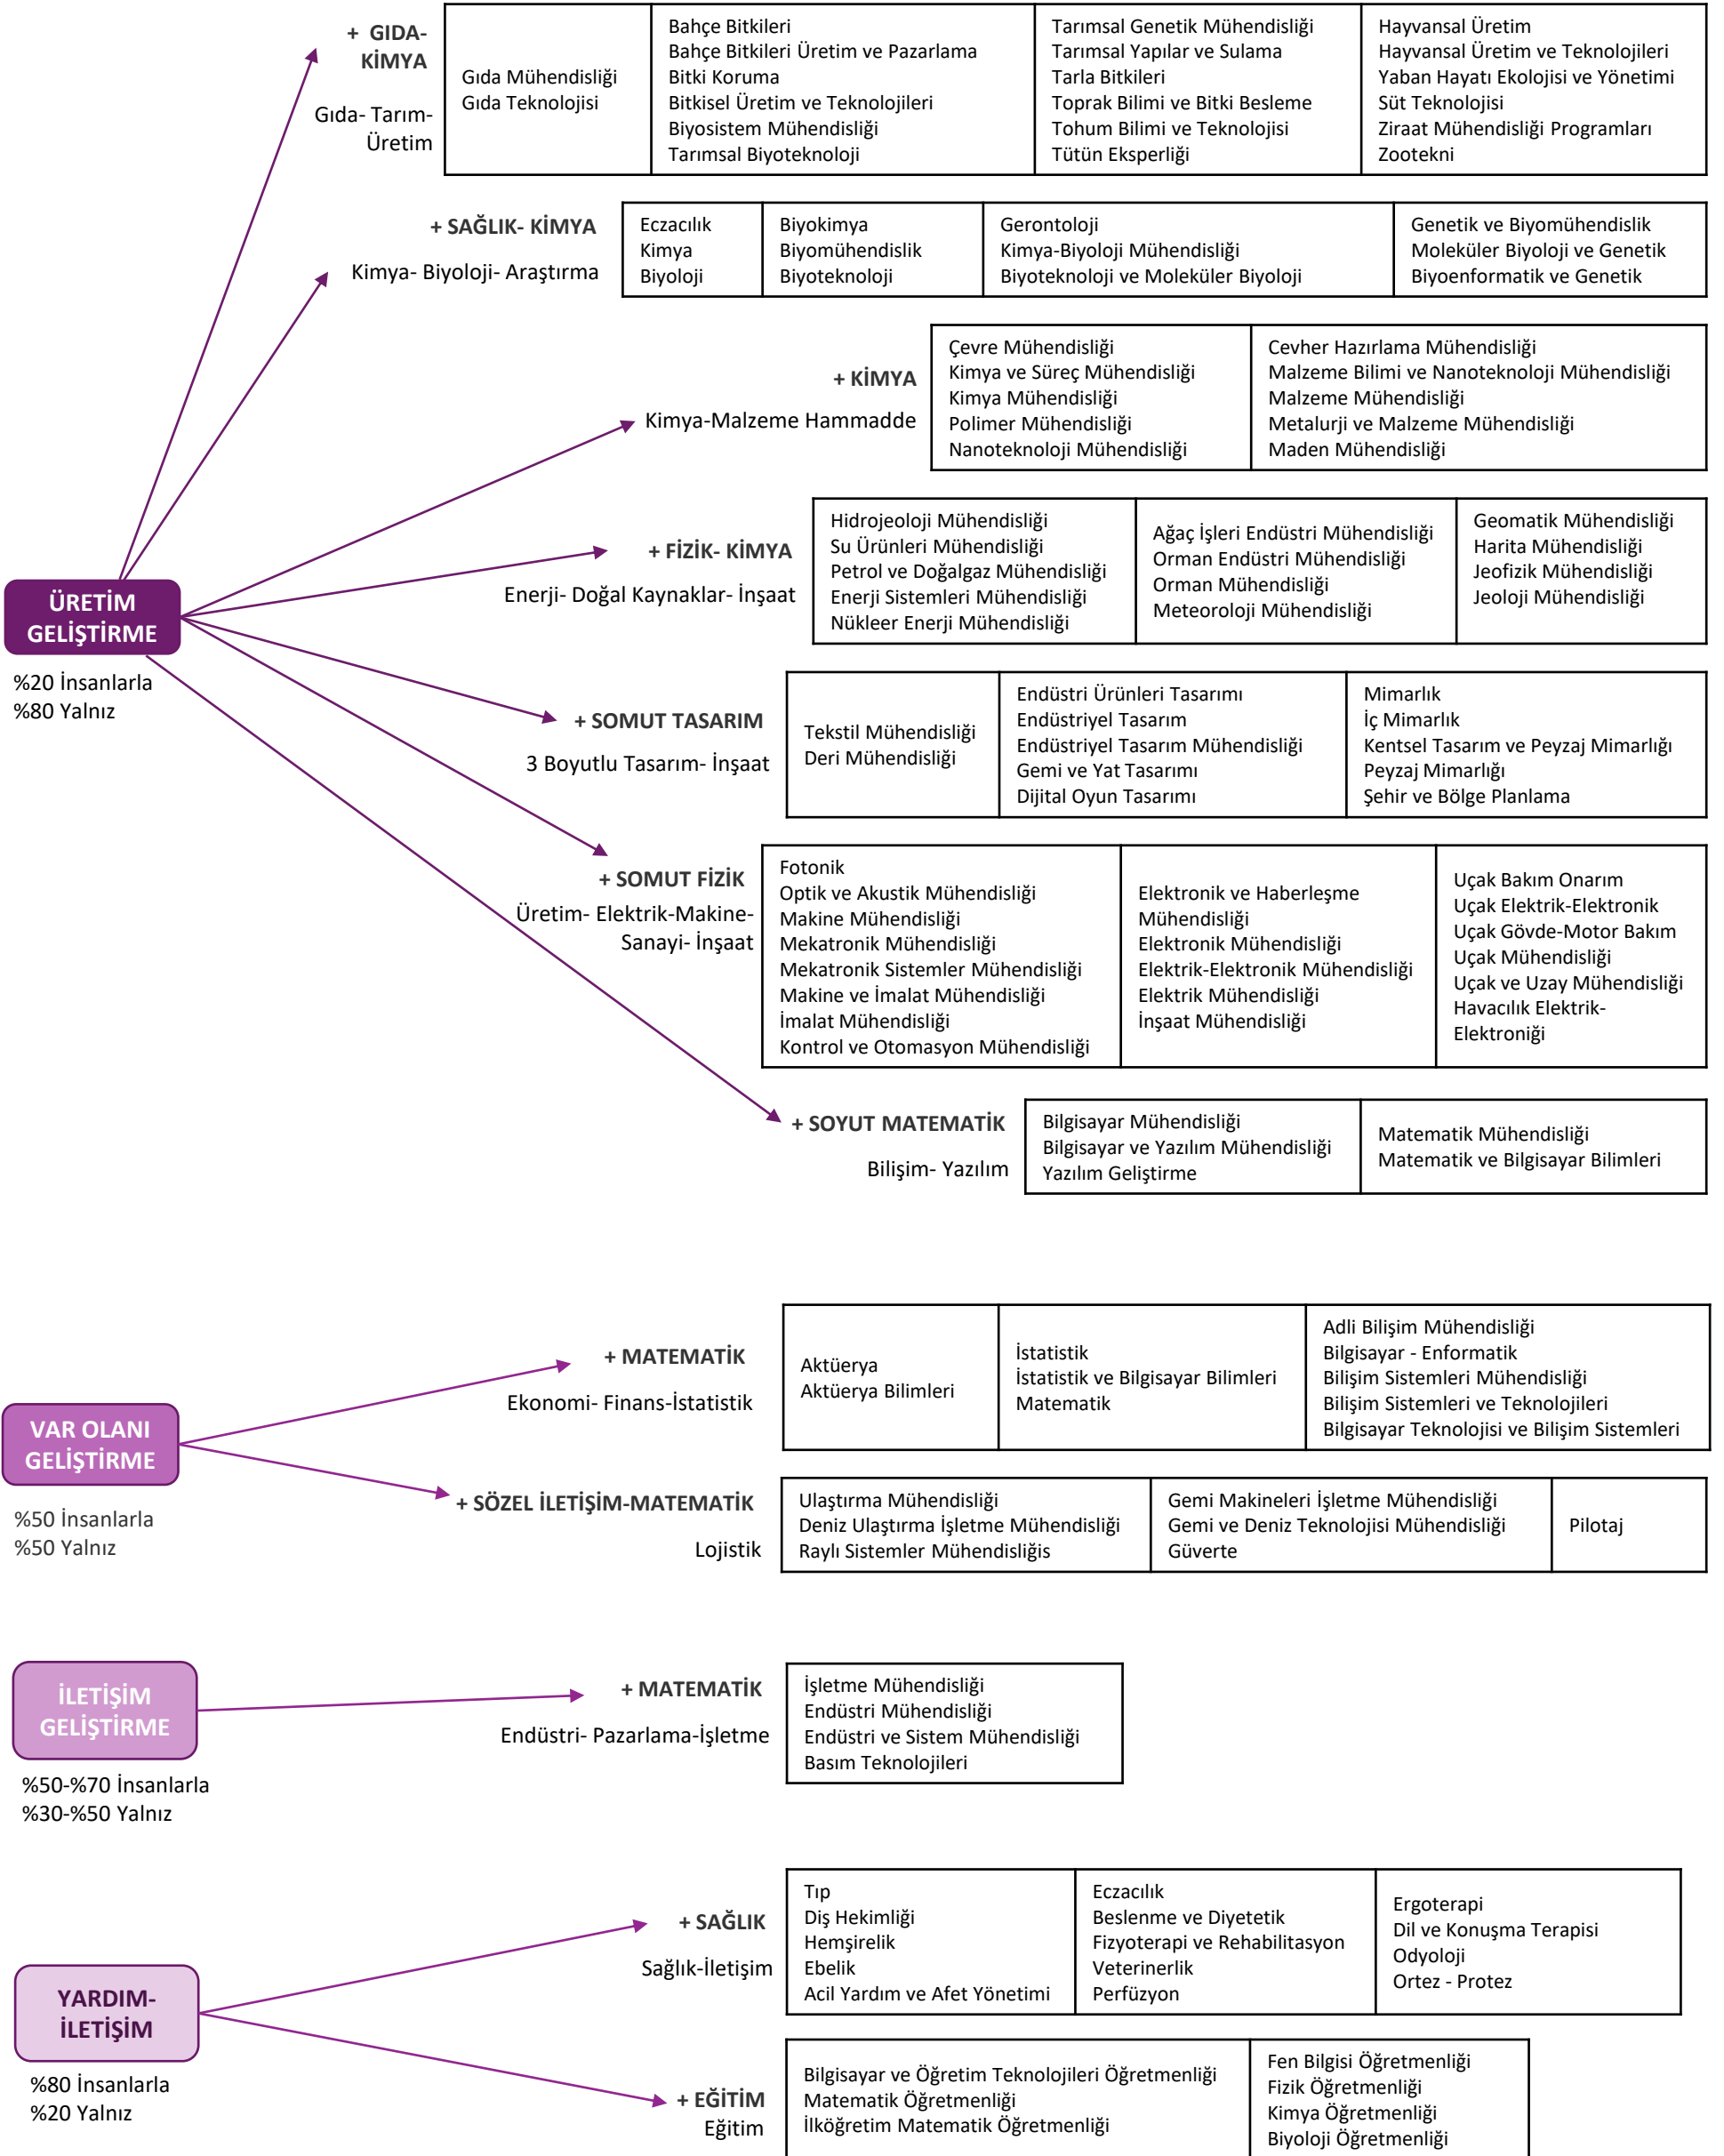 + GIDA-
KİMYA
Gıda- Tarım-
Üretim
Gıda Mühendisliği
Gıda Teknolojisi
Bahçe Bitkileri
Bahçe Bitkileri Üretim ve Pazarlama
Bitki Koruma
Bitkisel Üretim ve Teknolojileri
Biyosistem Mühendisliği
Tarımsal Biyoteknoloji
Tarımsal Genetik Mühendisliği
Tarımsal Yapılar ve Sulama
Tarla Bitkileri
Toprak Bilimi ve Bitki Besleme
Tohum Bilimi ve Teknolojisi
Tütün Eksperliği
Hayvansal Üretim
Hayvansal Üretim ve Teknolojileri
Yaban Hayatı Ekolojisi ve Yönetimi
Süt Teknolojisi
Ziraat Mühendisliği Programları
Zootekni
+ SAĞLIK- KİMYA
Kimya- Biyoloji- Araştırma
Eczacılık
Kimya
Biyoloji
Biyokimya
Biyomühendislik
Biyoteknoloji
Gerontoloji
Kimya-Biyoloji Mühendisliği
Biyoteknoloji ve Moleküler Biyoloji
Genetik ve Biyomühendislik
Moleküler Biyoloji ve Genetik
Biyoenformatik ve Genetik
+ KİMYA
Kimya-Malzeme Hammadde
Çevre Mühendisliği
Kimya ve Süreç Mühendisliği
Kimya Mühendisliği
Polimer Mühendisliği
Nanoteknoloji Mühendisliği
Cevher Hazırlama Mühendisliği
Malzeme Bilimi ve Nanoteknoloji Mühendisliği
Malzeme Mühendisliği
Metalurji ve Malzeme Mühendisliği
Maden Mühendisliği
ÜRETİM
GELİŞTİRME
%20 İnsanlarla
%80 Yalnız
+ FİZİK- KİMYA
Enerji- Doğal Kaynaklar- İnşaat
Hidrojeoloji Mühendisliği
Su Ürünleri Mühendisliği
Petrol ve Doğalgaz Mühendisliği
Enerji Sistemleri Mühendisliği
Nükleer Enerji Mühendisliği
Ağaç İşleri Endüstri Mühendisliği
Orman Endüstri Mühendisliği
Orman Mühendisliği
Meteoroloji Mühendisliği
Geomatik Mühendisliği
Harita Mühendisliği
Jeofizik Mühendisliği
Jeoloji Mühendisliği
+ SOMUT TASARIM
3 Boyutlu Tasarım- İnşaat
Tekstil Mühendisliği
Deri Mühendisliği
Endüstri Ürünleri Tasarımı
Endüstriyel Tasarım
Endüstriyel Tasarım Mühendisliği
Gemi ve Yat Tasarımı
Dijital Oyun Tasarımı
Mimarlık
İç Mimarlık
Kentsel Tasarım ve Peyzaj Mimarlığı
Peyzaj Mimarlığı
Şehir ve Bölge Planlama
+ SOMUT FİZİK
Üretim- Elektrik-Makine-
Sanayi- İnşaat
Fotonik
Optik ve Akustik Mühendisliği
Makine Mühendisliği
Mekatronik Mühendisliği
Mekatronik Sistemler Mühendisliği
Makine ve İmalat Mühendisliği
İmalat Mühendisliği
Kontrol ve Otomasyon Mühendisliği
Elektronik ve Haberleşme
Mühendisliği
Elektronik Mühendisliği
Elektrik-Elektronik Mühendisliği
Elektrik Mühendisliği
İnşaat Mühendisliği
Uçak Bakım Onarım
Uçak Elektrik-Elektronik
Uçak Gövde-Motor Bakım
Uçak Mühendisliği
Uçak ve Uzay Mühendisliği
Havacılık Elektrik-
Elektroniği
+ SOYUT MATEMATİK
Bilişim- Yazılım
Bilgisayar Mühendisliği
Bilgisayar ve Yazılım Mühendisliği
Yazılım Geliştirme
Matematik Mühendisliği
Matematik ve Bilgisayar Bilimleri
VAR OLANI
GELİŞTİRME
%50 İnsanlarla
%50 Yalnız
+ MATEMATİK
Ekonomi- Finans-İstatistik
Aktüerya
Aktüerya Bilimleri
İstatistik
İstatistik ve Bilgisayar Bilimleri
Matematik
Adli Bilişim Mühendisliği
Bilgisayar - Enformatik
Bilişim Sistemleri Mühendisliği
Bilişim Sistemleri ve Teknolojileri
Bilgisayar Teknolojisi ve Bilişim Sistemleri
+ SÖZEL İLETİŞİM-MATEMATİK
Lojistik
Ulaştırma Mühendisliği
Deniz Ulaştırma İşletme Mühendisliği
Raylı Sistemler Mühendisliğis
Gemi Makineleri İşletme Mühendisliği
Gemi ve Deniz Teknolojisi Mühendisliği
Güverte
Pilotaj
İLETİŞİM
GELİŞTİRME
%50-%70 İnsanlarla
%30-%50 Yalnız
+ MATEMATİK
Endüstri- Pazarlama-İşletme
İşletme Mühendisliği
Endüstri Mühendisliği
Endüstri ve Sistem Mühendisliği
Basım Teknolojileri
YARDIM-
İLETİŞİM
%80 İnsanlarla
%20 Yalnız
+ SAĞLIK
Sağlık-İletişim
Tıp
Diş Hekimliği
Hemşirelik
Ebelik
Acil Yardım ve Afet Yönetimi
Eczacılık
Beslenme ve Diyetetik
Fizyoterapi ve Rehabilitasyon
Veterinerlik
Perfüzyon
Ergoterapi
Dil ve Konuşma Terapisi
Odyoloji
Ortez - Protez
+ EĞİTİM
Eğitim
Bilgisayar ve Öğretim Teknolojileri Öğretmenliği
Matematik Öğretmenliği
İlköğretim Matematik Öğretmenliği
Fen Bilgisi Öğretmenliği
Fizik Öğretmenliği
Kimya Öğretmenliği
Biyoloji Öğretmenliği